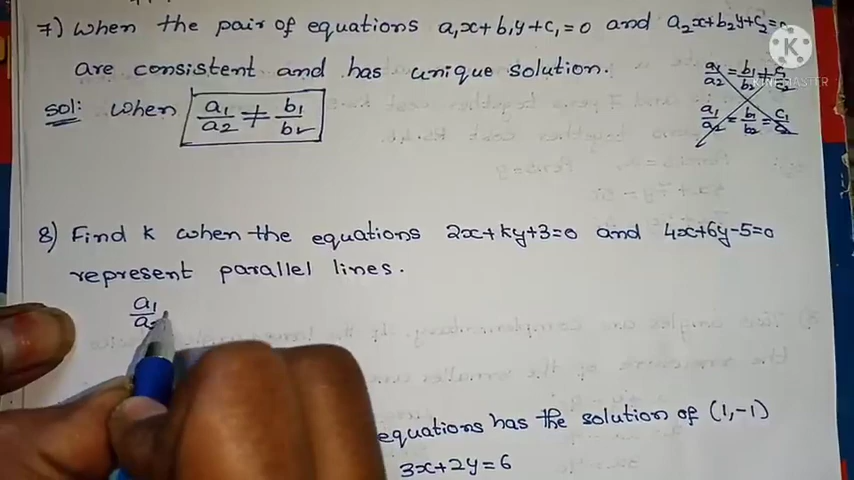 7) When the pair of equations a₁x+b₁y+c₁=0 and a₂x+b₂y+c₂=0
are consistent and has unique solution.
a₁/a₂ = b₁/b₂ ≠ c₁/c₂
sol: when a₁/a₂ ≠ b₁/b₂
a₁/a₂ = b₁/b₂ = c₁/c₂
K
KINEMASTER
8) Find k when the equations 2x+ky+3=0 and 4x+6y-5=0
represent parallel lines.
a₁/a₂
equations has the solution of (1,-1)
3x+2y=6